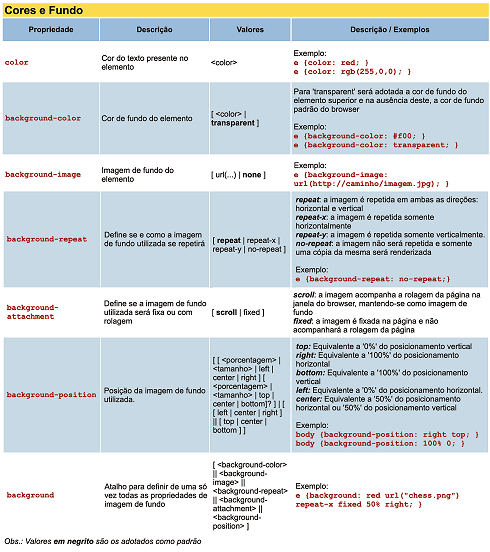 Cores e Fundo
Propriedade Descrição Valores Descrição / Exemplos
color
Cor do texto presente no
elemento
<color>
Exemplo:
e {color: red; }
e {color: rgb(255,0,0); }
background-color
Cor de fundo do elemento
[ <color> |
transparent ]
Para 'transparent' será adotada a cor de fundo do
elemento superior e na ausência deste, a cor de fundo
padrão do browser
Exemplo:
e {background-color: #f00; }
e {background-color: transparent; }
background-image
Imagem de fundo do
elemento
[ url(...) | none ]
Exemplo:
e {background-image:
url(http://caminho/imagem.jpg); }
background-repeat
Define se e como a imagem
de fundo utilizada se repetirá
[ repeat | repeat-x |
repeat-y | no-repeat ]
repeat: a imagem é repetida em ambas as direções:
horizontal e vertical
repeat-x: a imagem é repetida somente
horizontalmente
repeat-y: a imagem é repetida somente verticalmente.
no-repeat: a imagem não será repetida e somente
uma cópia da mesma será renderizada
Exemplo:
e {background-repeat: no-repeat;}
background-
attachment
Define se a imagem de fundo
utilizada será fixa ou com
rolagem
[ scroll | fixed ]
scroll: a imagem acompanha a rolagem da página na
janela do browser, mantendo-se como imagem de
fundo
fixed: a imagem é fixada na página e não
acompanhará a rolagem da página
background-position
Posição da imagem de fundo
utilizada.
[ [ <porcentagem> |
<tamanho> | left |
center | right ] [
<porcentagem> |
<tamanho> | top |
center | bottom]? ] | [
[ left | center | right ]
|| [ top | center |
bottom ] ]
top: Equivalente a '0%' do posicionamento vertical
right: Equivalente a '100%' do posicionamento
horizontal
bottom: Equivalente a '100%' do posicionamento
vertical
left: Equivalente a '0%' do posicionamento horizontal.
center: Equivalente a '50%' do posicionamento
horizontal ou '50%' do posicionamento vertical
Exemplo:
body {background-position: right top; }
body {background-position: 100% 0; }
background
Atalho para definir de uma só
vez todas as propriedades de
imagem de fundo
[ <background-color>
|| <background-
image> ||
<background-repeat>
|| <background-
attachment> ||
<background-
position> ]
Exemplo:
e {background: red url("chess.png")
repeat-x fixed 50% right; }
Obs.: Valores em negrito são os adotados como padrão